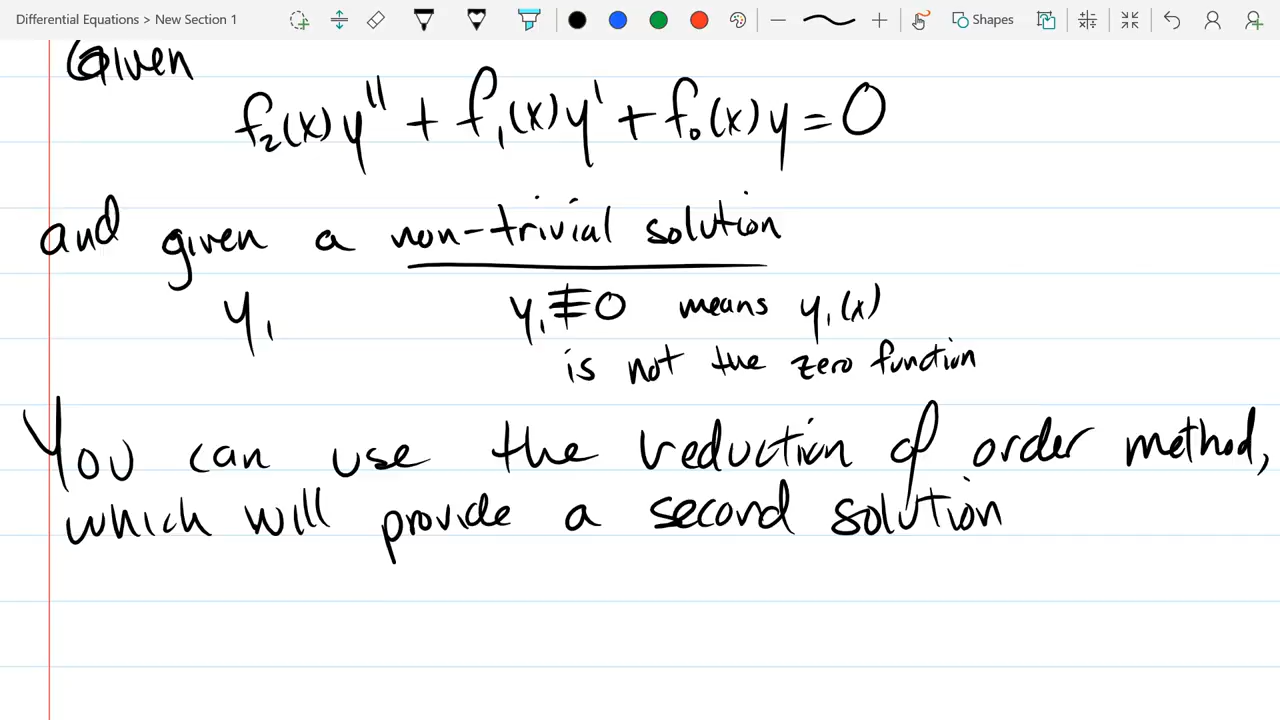 Differential Equations > New Section 1
Shapes
Given
f₂(x)y'' + f₁(x)y' + f₀(x)y = 0
and given a non-trivial solution
y₁ y₁ ≢ 0 means y₁(x)
is not the zero function
You can use the reduction of order method,
which will provide a second solution